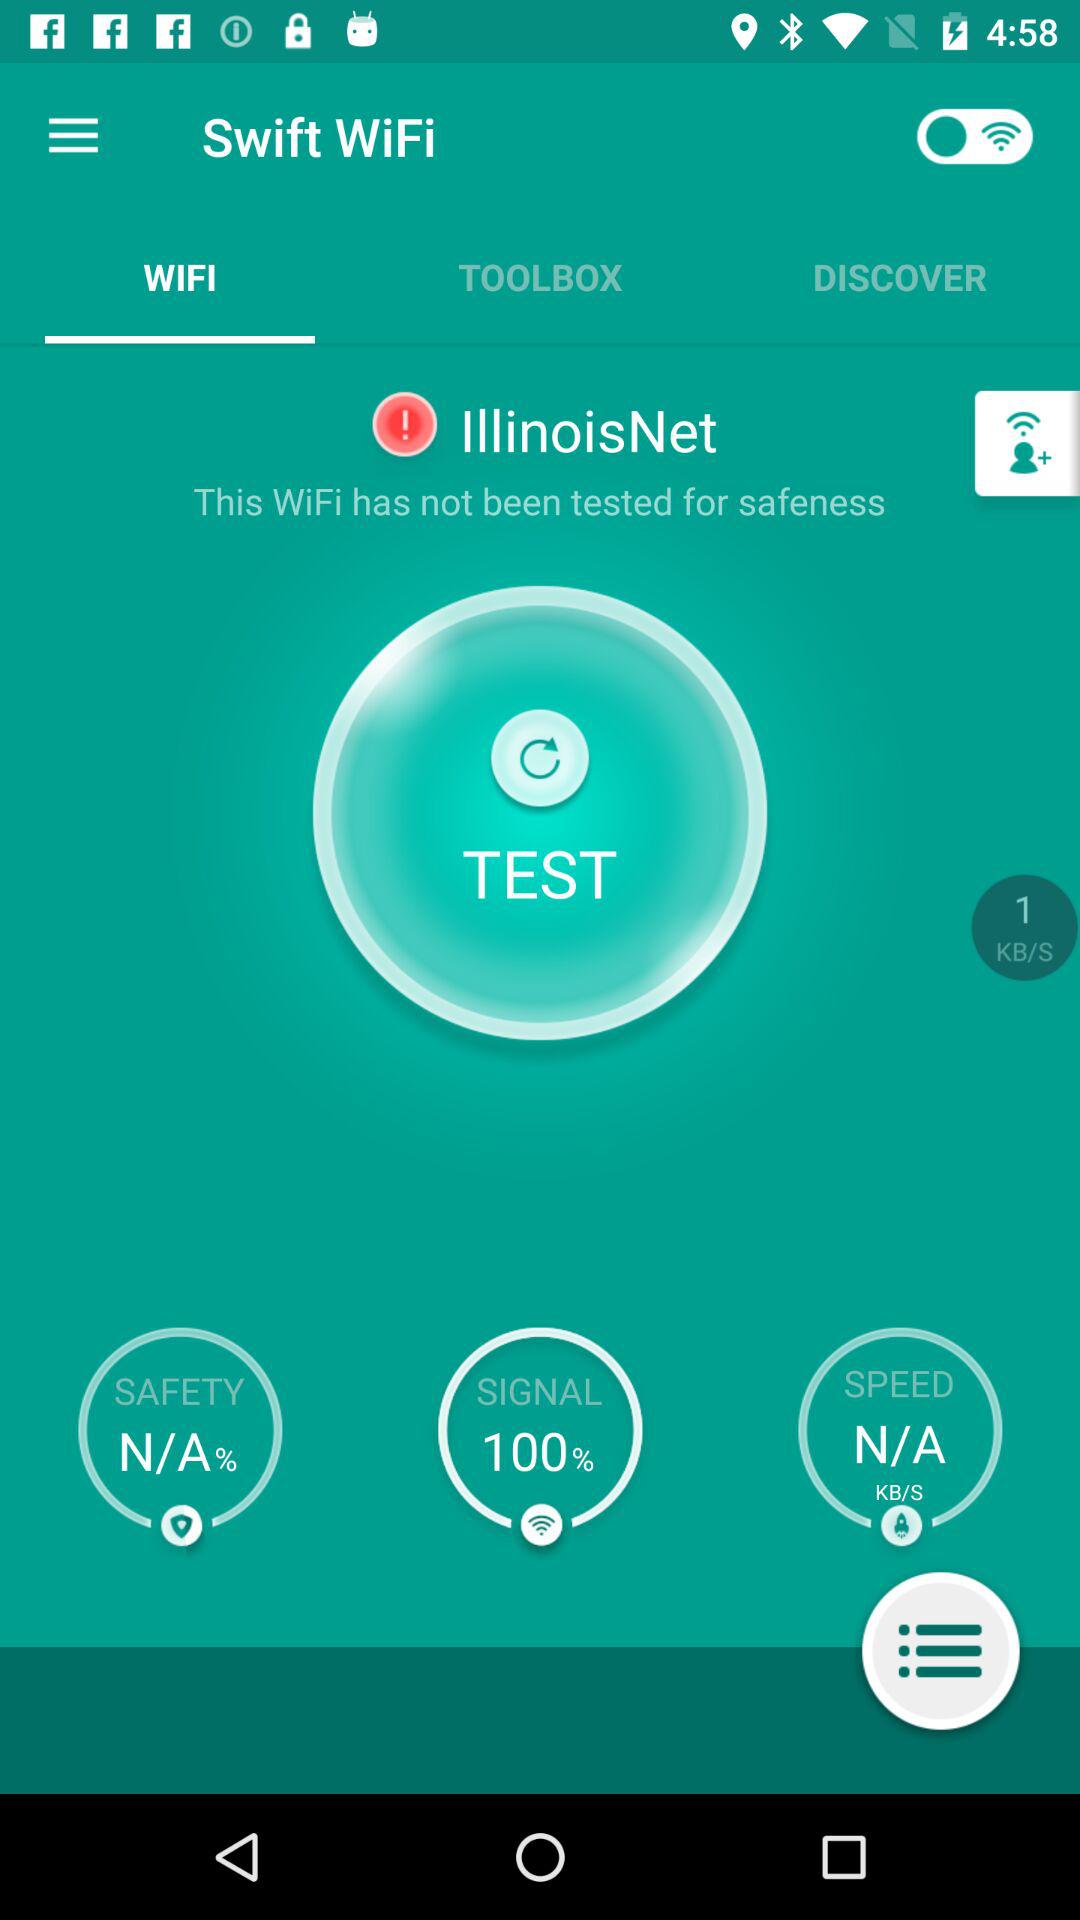 4:58
Swift WiFi
WIFI
TOOLBOX
DISCOVER
! IllinoisNet
This WiFi has not been tested for safeness
TEST
1
KB/S
SAFETY
N/A%
SIGNAL
100%
SPEED
N/A
KB/S